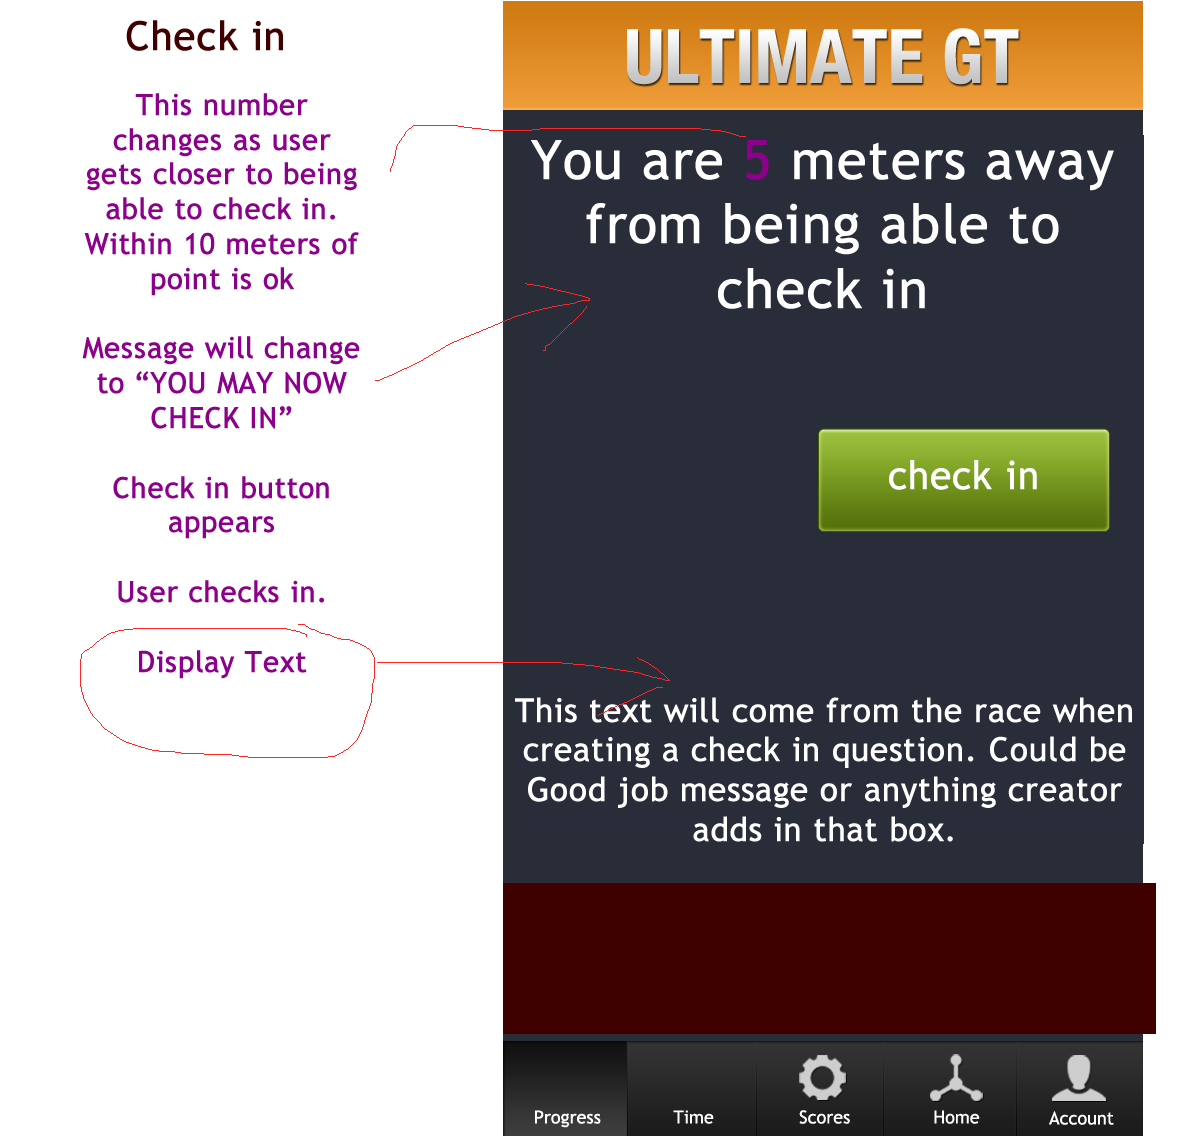 Check in
This number
changes as user
gets closer to being
able to check in.
Within 10 meters of
point is ok
Message will change
to “YOU MAY NOW
CHECK IN”
Check in button
appears
User checks in.
Display Text
ULTIMATE GT
You are 5 meters away
from being able to
check in
check in
This text will come from the race when
creating a check in question. Could be
Good job message or anything creator
adds in that box.
Progress
Time
Scores
Home
Account